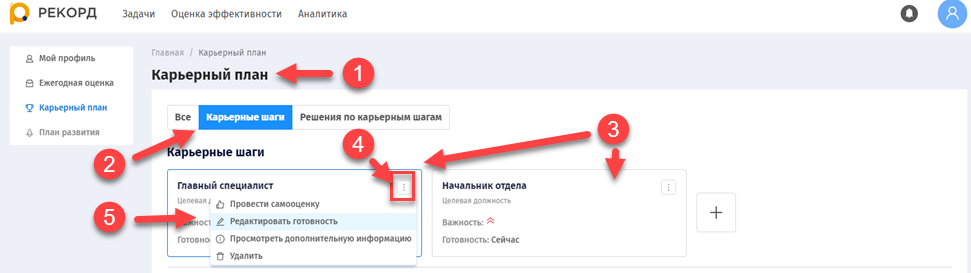 РЕКОРД
Задачи Оценка эффективности Аналитика
Мой профиль
Ежегодная оценка
Карьерный план
План развития
Главная / Карьерный план
Карьерный план
1
Все Карьерные шаги Решения по карьерным шагам
2
3
4
Карьерные шаги
Главный специалист
Целевая до
Важность
Готовнос
5
Провести самооценку
Редактировать готовность
Просмотреть дополнительную информацию
Удалить
Начальник отдела
Целевая должность
Важность:
Готовность: Сейчас